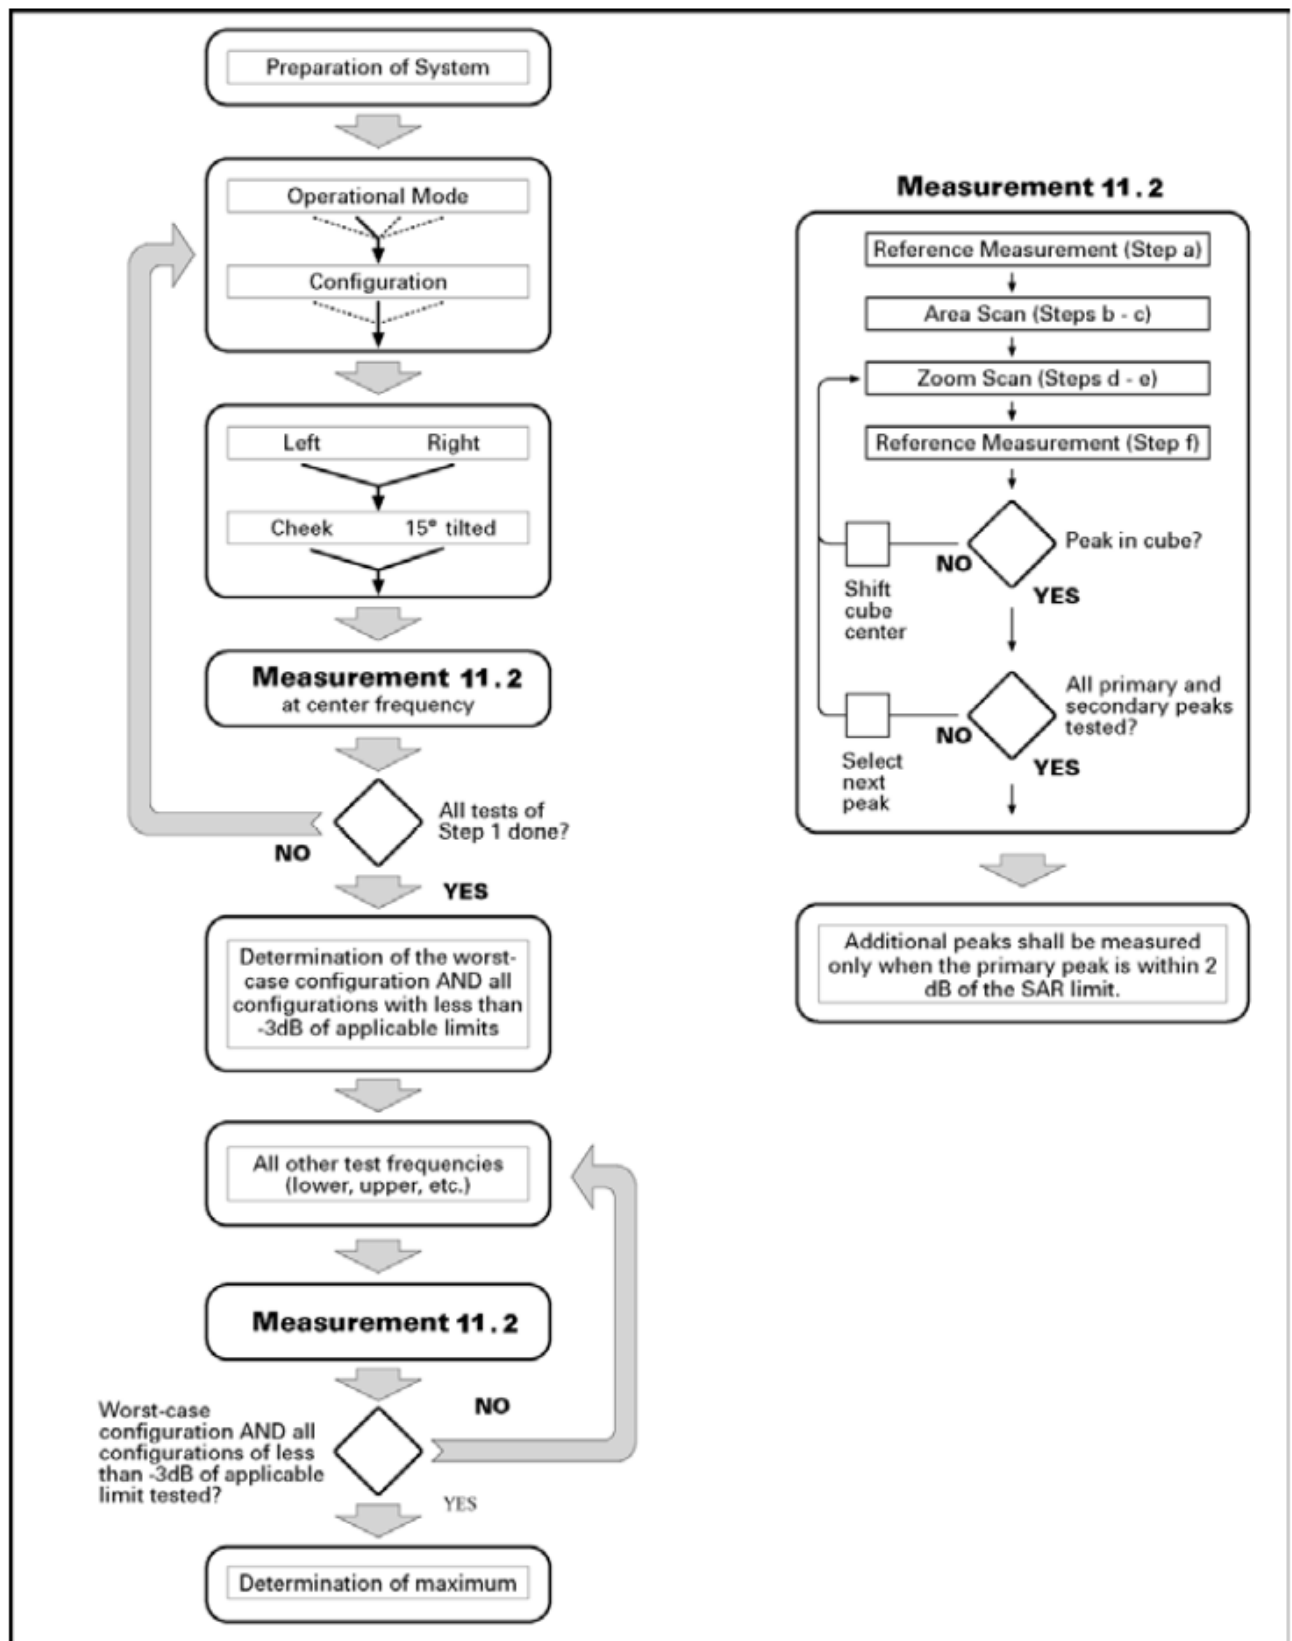 Preparation of System
Operational Mode
Configuration
Left Right
Cheek 15° tilted
Measurement 11.2
at center frequency
All tests of
Step 1 done?
NO
YES
Determination of the worst-
case configuration AND all
configurations with less than
-3dB of applicable limits
All other test frequencies
(lower, upper, etc.)
Measurement 11.2
NO
Worst-case
configuration AND all
configurations of less
than -3dB of applicable
limit tested?
YES
Determination of maximum
Measurement 11.2
Reference Measurement (Step a)
Area Scan (Steps b - c)
Zoom Scan (Steps d - e)
Reference Measurement (Step f)
Peak in cube?
NO
Shift
cube
center
YES
All primary and
secondary peaks
tested?
NO
Select
next
peak
YES
Additional peaks shall be measured
only when the primary peak is within 2
dB of the SAR limit.